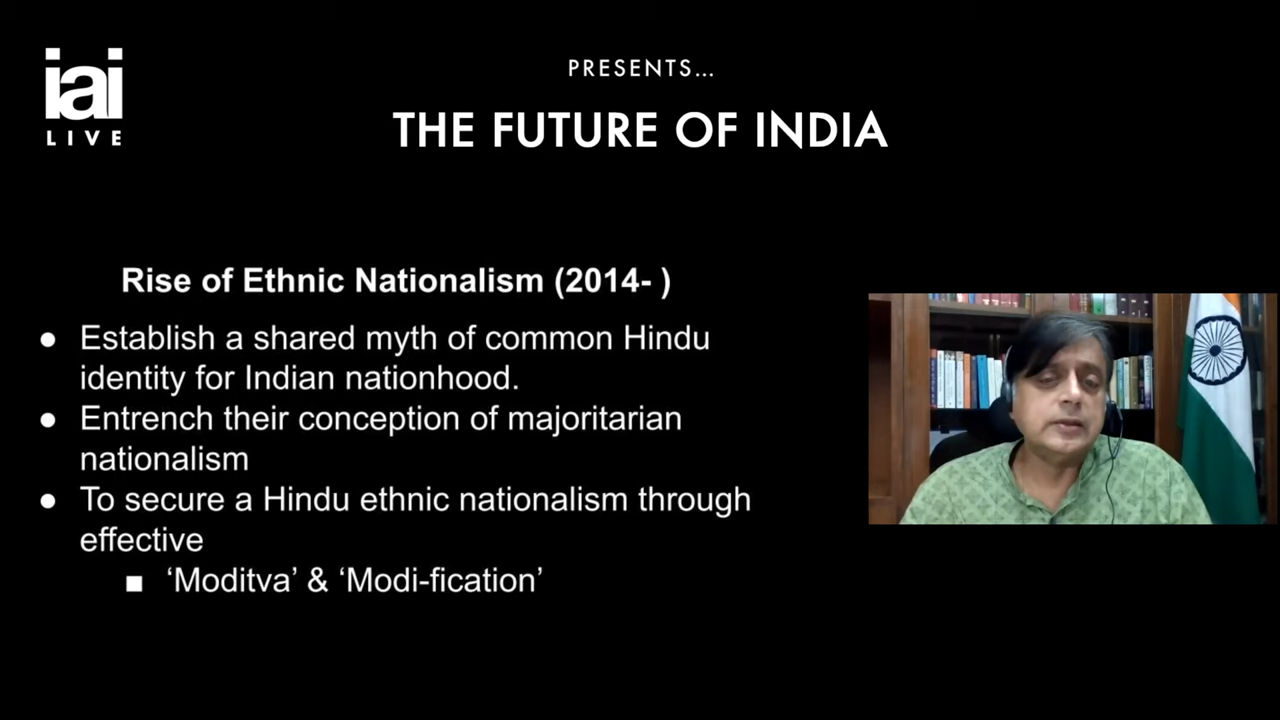 iai
LIVE
PRESENTS...
THE FUTURE OF INDIA
Rise of Ethnic Nationalism (2014- )
● Establish a shared myth of common Hindu
identity for Indian nationhood.
● Entrench their conception of majoritarian
nationalism
● To secure a Hindu ethnic nationalism through
effective
■ ‘Moditva’ & ‘Modi-fication’